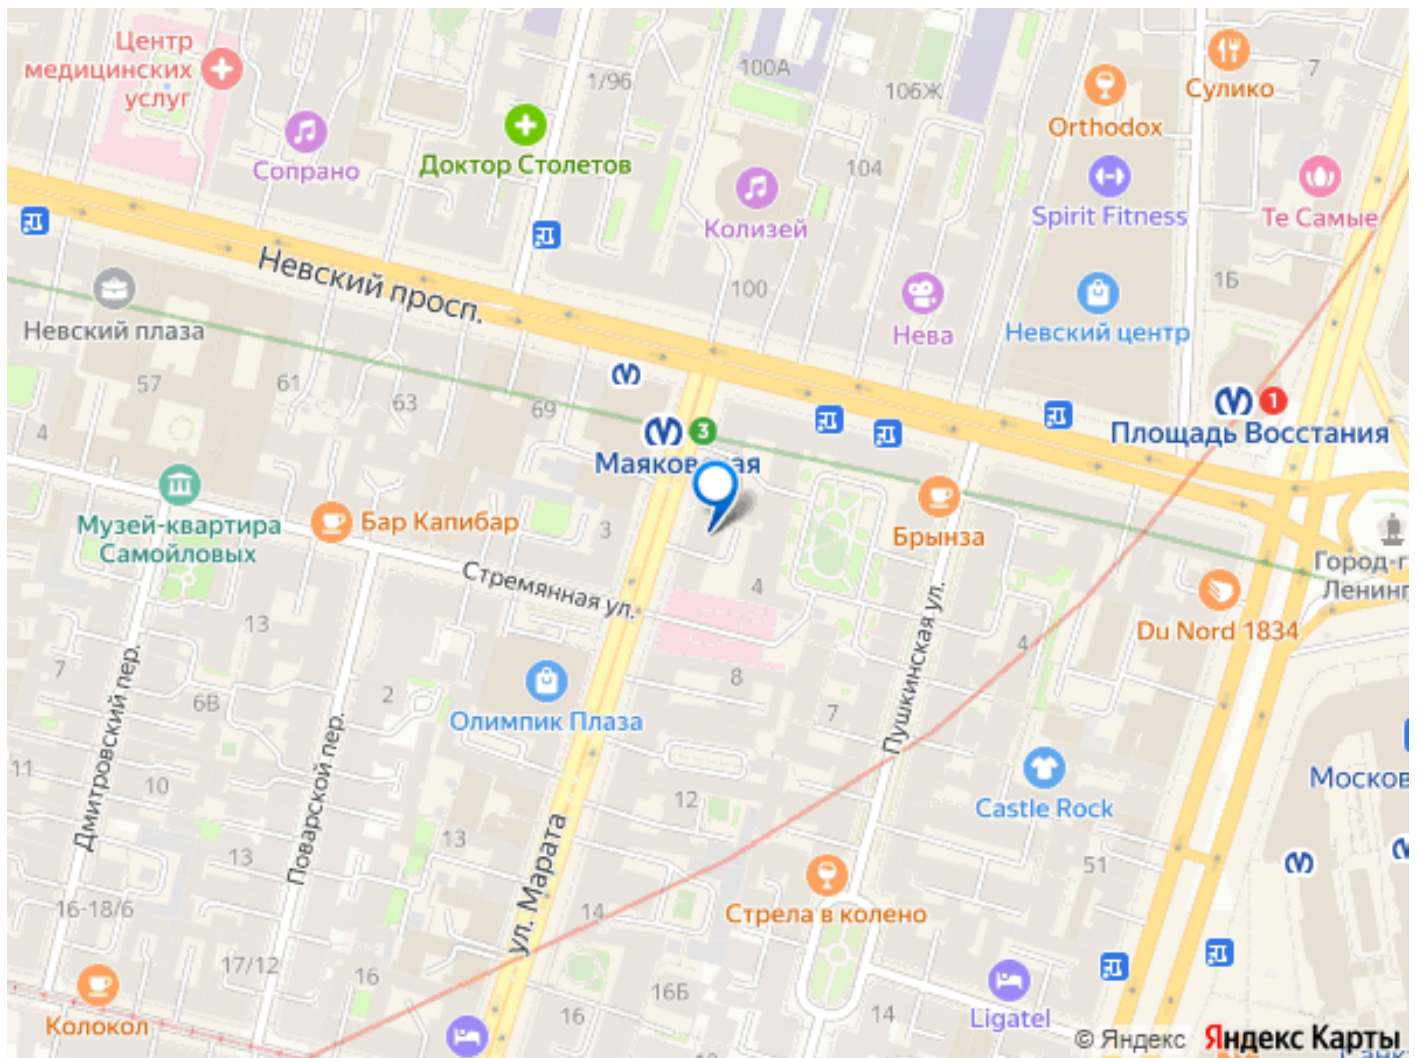 Центр
медицинских
услуг
1/96
100А
106Ж
Сулико
7
Orthodox
Сопрано
Доктор Столетов
104
Колизей
Spirit Fitness
Те Самые
Невский просп.
100
1Б
Невский плаза
Нева
Невский центр
57
61
63
69
4
3
Маяковская
1
Площадь Восстания
Музей-квартира
Самойловых
Бар Капибар
3
Брынза
Город-г
Ленинг
Стремянная ул.
4
13
4
Du Nord 1834
7
6В
2
8
7
Олимпик Плаза
Дмитровский пер.
Поварской пер.
Пушкинская ул.
11
10
12
Москов
Castle Rock
13
13
ул. Марата
51
16-18/6
14
Стрела в колено
17/12
16
16Б
Колокол
16
14
Ligatel
© Яндекс Яндекс Карты